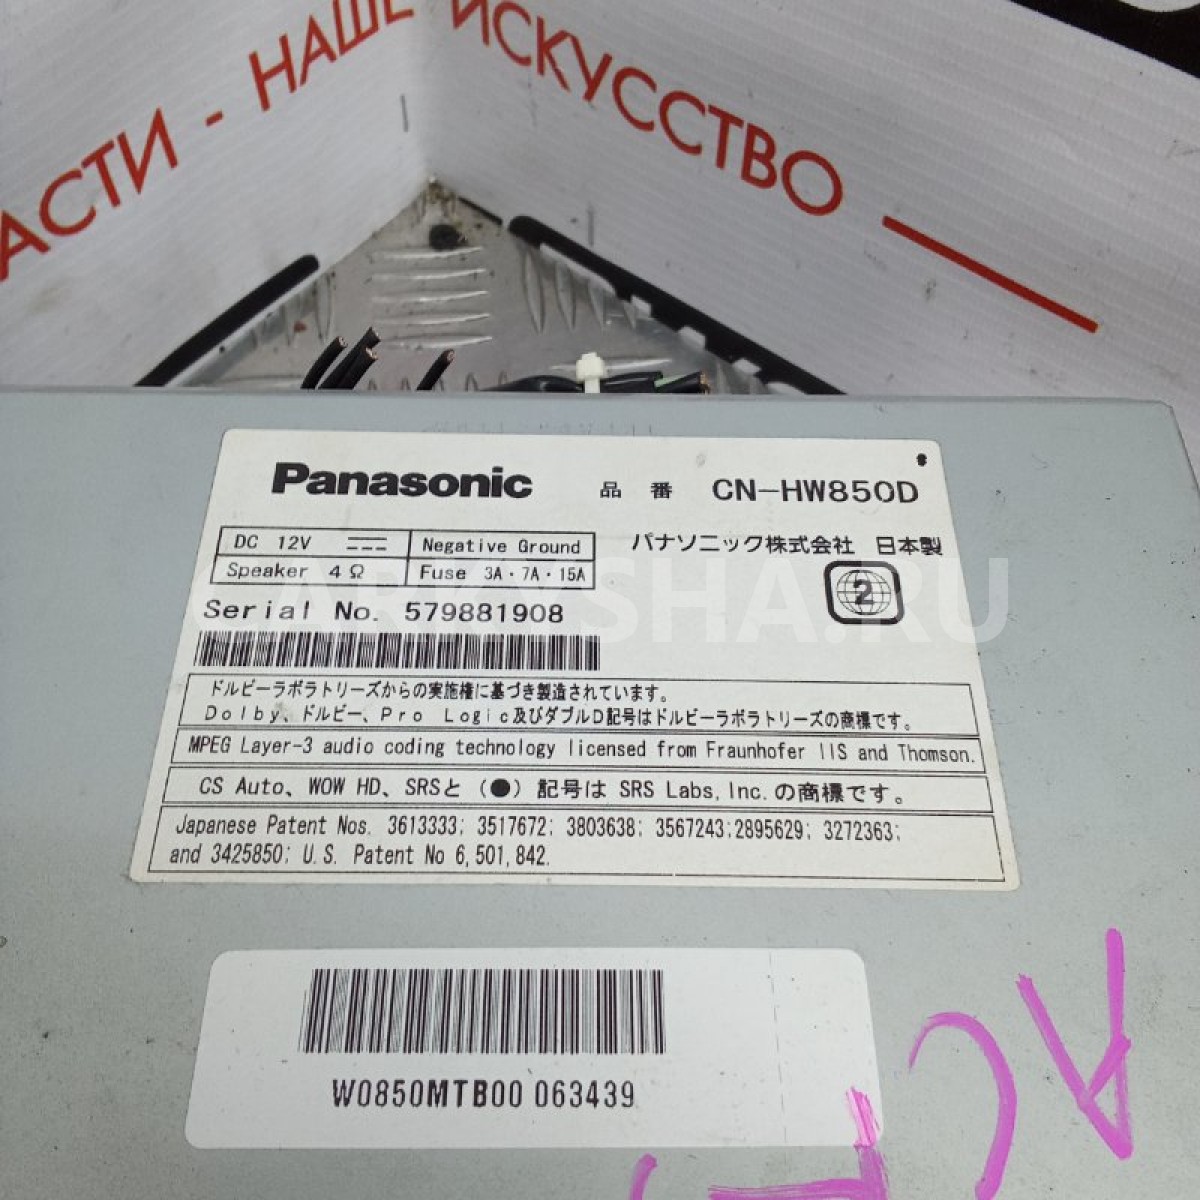 АСТИ - НАШЕ ИСКУССТВО —
Panasonic 品番 CN-HW850D
DC 12V Negative Ground
Speaker 4Ω Fuse 3A・7A・15A
パナソニック株式会社 日本製
2
Serial No. 579881908
CARKYSHA.RU
ドルビーラボラトリーズからの実施権に基づき製造されています。
Dolby、ドルビー、Pro Logic及びダブルD記号はドルビーラボラトリーズの商標です。
MPEG Layer-3 audio coding technology licensed from Fraunhofer IIS and Thomson.
CS Auto、WOW HD、SRSと（●）記号は SRS Labs, Inc. の商標です。
Japanese Patent Nos. 3613333; 3517672; 3803638; 3567243;2895629; 3272363;
and 3425850; U.S. Patent No 6,501,842.
W0850MTB00 063439